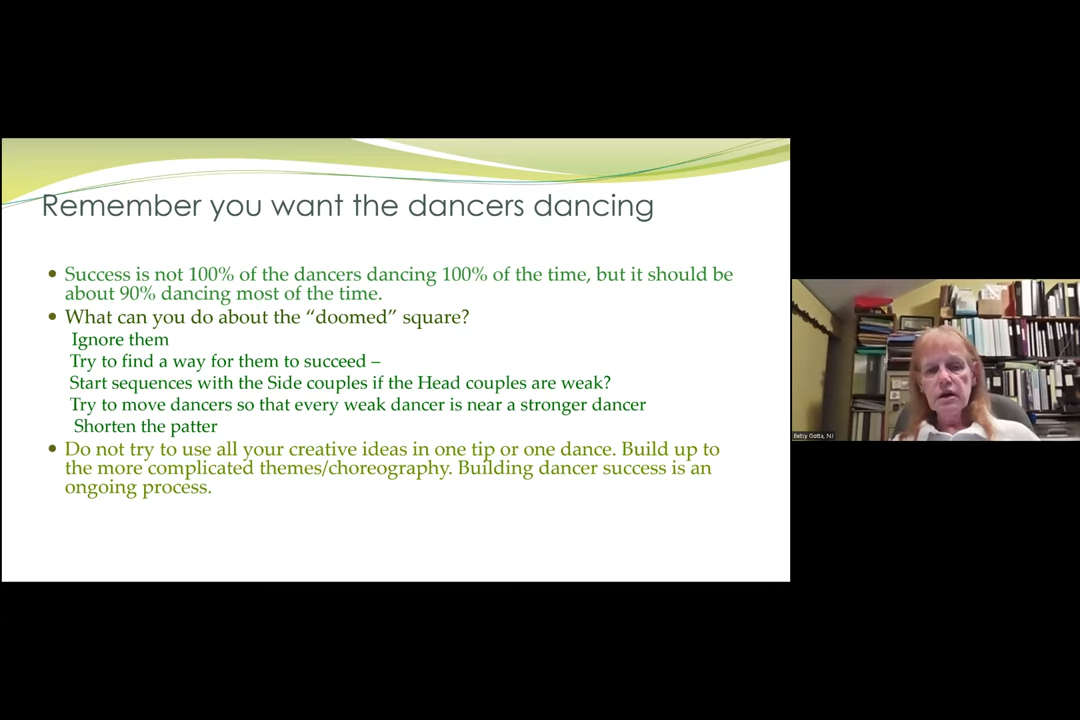 Remember you want the dancers dancing
• Success is not 100% of the dancers dancing 100% of the time, but it should be
about 90% dancing most of the time.
• What can you do about the “doomed” square?
Ignore them
Try to find a way for them to succeed –
Start sequences with the Side couples if the Head couples are weak?
Try to move dancers so that every weak dancer is near a stronger dancer
Shorten the patter
• Do not try to use all your creative ideas in one tip or one dance. Build up to
the more complicated themes/choreography. Building dancer success is an
ongoing process.
Betsy Gotta, NJ